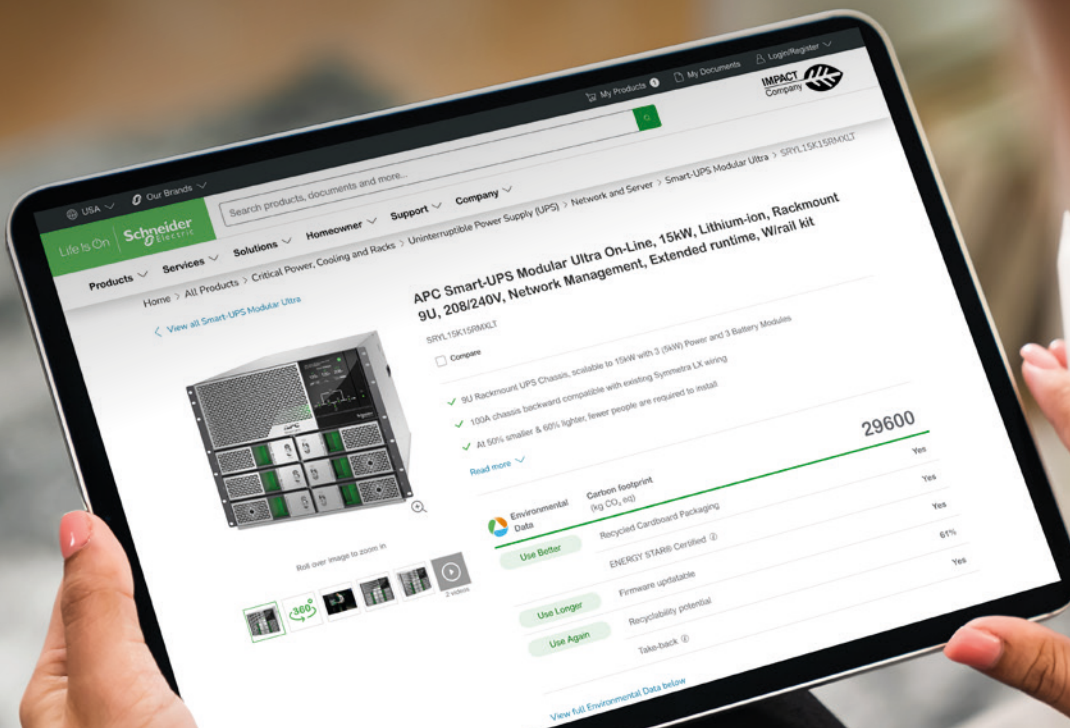 USA
Our Brands
My Products 1
My Documents
Login/Register
Life Is On
Schneider
Electric
Search products, documents and more...
IMPACT
Company
Products
Services
Solutions
Homeowner
Support
Company
Home > All Products > Critical Power, Cooling and Racks > Uninterruptible Power Supply (UPS) > Network and Server > Smart-UPS Modular Ultra > SRYL15K15RMXLT
View all Smart-UPS Modular Ultra
APC Smart-UPS Modular Ultra On-Line, 15kW, Lithium-ion, Rackmount
9U, 208/240V, Network Management, Extended runtime, W/rail kit
SRYL15K15RMXLT
Compare
9U Rackmount UPS Chassis, scalable to 15kW with 3 (5kW) Power and 3 Battery Modules
100A chassis backward compatible with existing Symmetra LX wiring
At 50% smaller & 60% lighter, fewer people are required to install
Read more
Environmental
Data
Carbon footprint
(kg CO₂ eq)
29600
Use Better
Recycled Cardboard Packaging
Yes
ENERGY STAR® Certified
Yes
Use Longer
Firmware updatable
Yes
Use Again
Recyclability potential
61%
Take-back
Yes
View full Environmental Data below
APC
Roll over image to zoom in
360°
2 videos